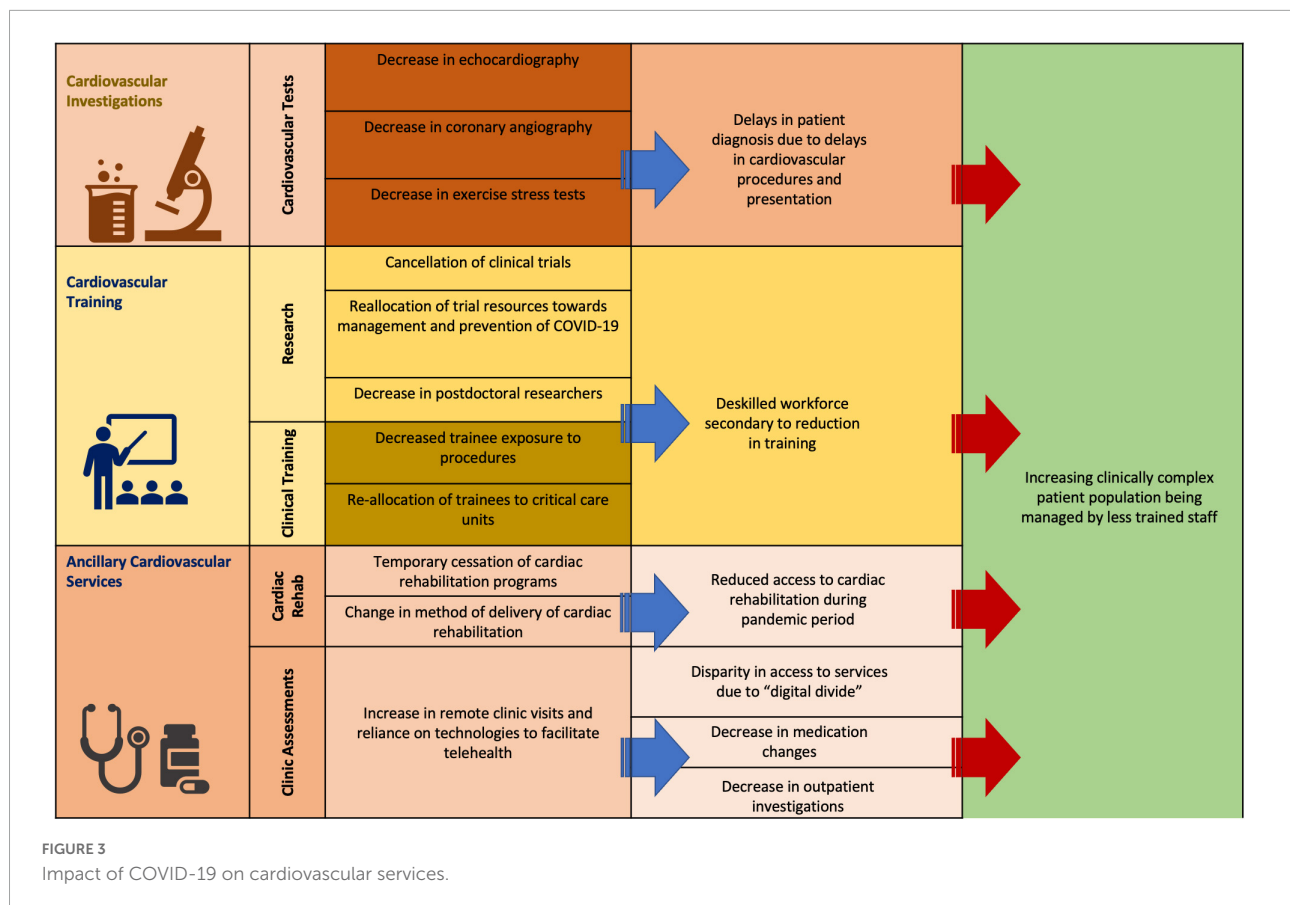 Cardiovascular
Investigations
Cardiovascular Tests
Decrease in echocardiography
Decrease in coronary angiography
Decrease in exercise stress tests
Delays in patient
diagnosis due to delays
in cardiovascular
procedures and
presentation
Cardiovascular
Training
Research
Cancellation of clinical trials
Reallocation of trial resources towards
management and prevention of COVID-19
Decrease in postdoctoral researchers
Clinical Training
Decreased trainee exposure to
procedures
Re-allocation of trainees to critical care
units
Deskilled workforce
secondary to reduction
in training
Ancillary Cardiovascular
Services
Cardiac
Rehab
Temporary cessation of cardiac
rehabilitation programs
Change in method of delivery of cardiac
rehabilitation
Reduced access to cardiac
rehabilitation during
pandemic period
Clinic Assessments
Increase in remote clinic visits and
reliance on technologies to facilitate
telehealth
Disparity in access to services
due to “digital divide”
Decrease in medication
changes
Decrease in outpatient
investigations
Increasing clinically complex
patient population being
managed by less trained staff
FIGURE 3
Impact of COVID-19 on cardiovascular services.